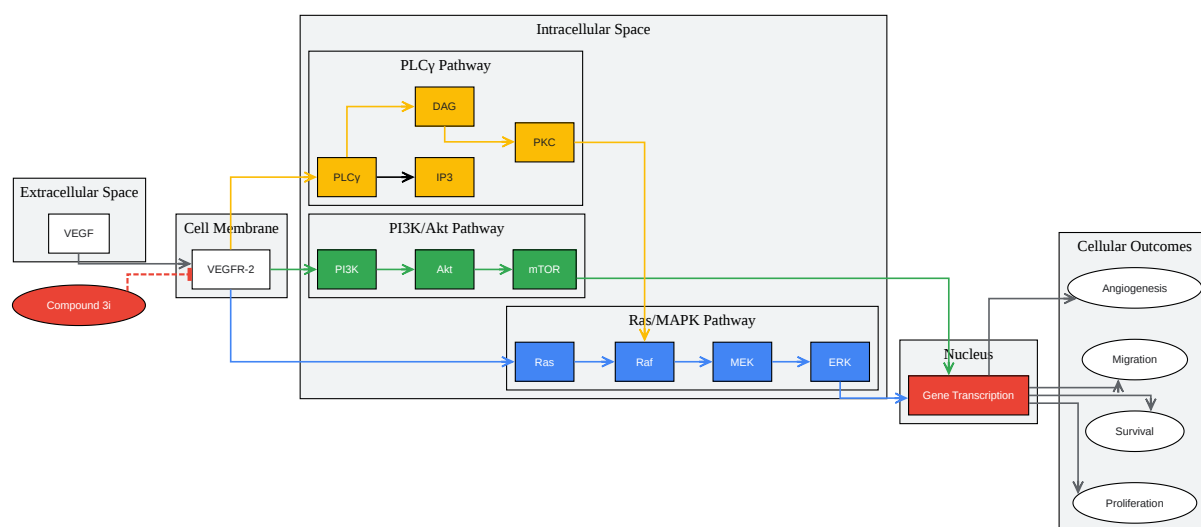 Intracellular Space
PLCγ Pathway
DAG
PKC
PLCγ
IP3
Extracellular Space
VEGF
Cell Membrane
VEGFR-2
Compound 3i
PI3K/Akt Pathway
PI3K
Akt
mTOR
Ras/MAPK Pathway
Ras
Raf
MEK
ERK
Nucleus
Gene Transcription
Cellular Outcomes
Angiogenesis
Migration
Survival
Proliferation